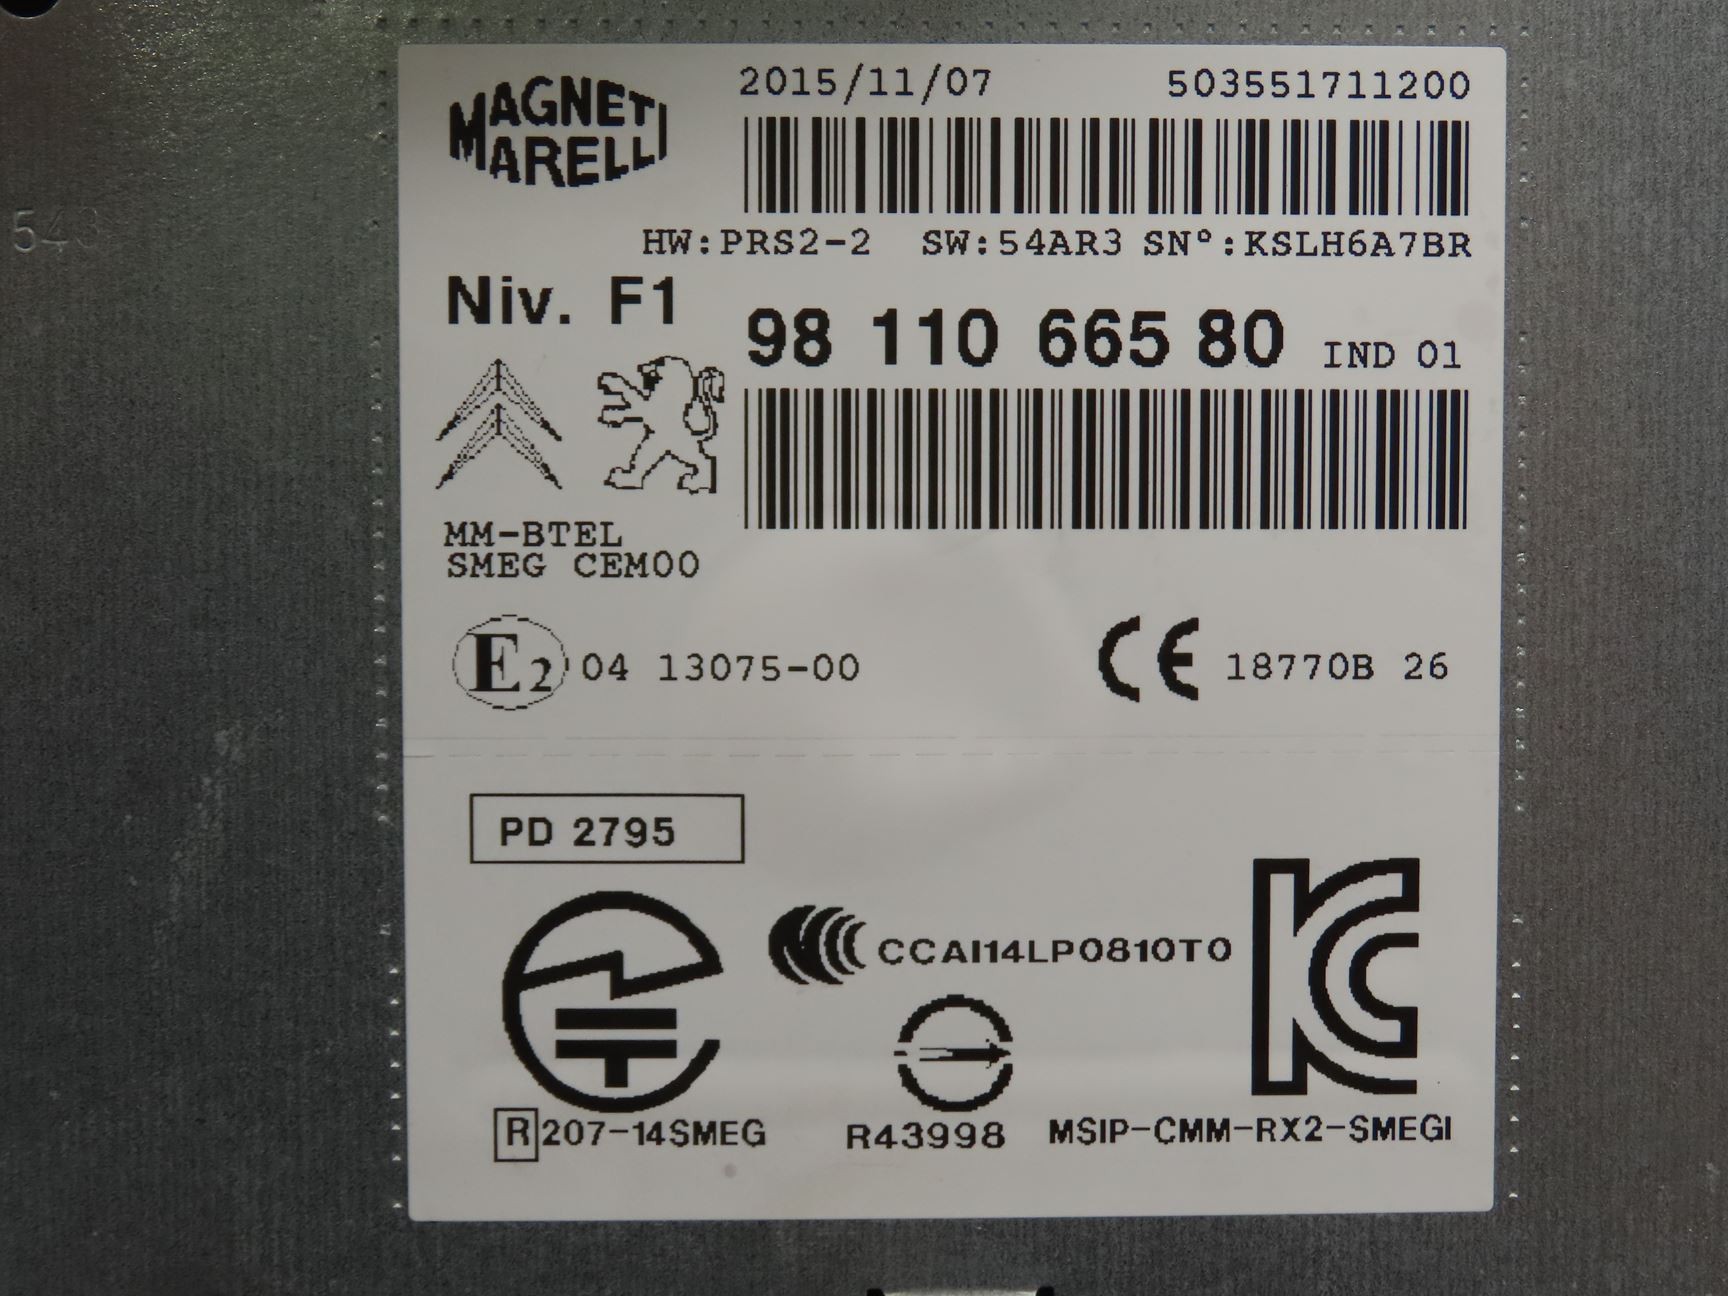 MAGNETI
MARELLI
2015/11/07 503551711200
HW:PRS2-2 SW:54AR3 SN°:KSLH6A7BR
Niv. F1
98 110 665 80 IND 01
MM-BTEL
SMEG CEM00
E2 04 13075-00
CE 18770B 26
PD 2795
CCAI14LP0810T0
R 207-14SMEG
R43998
KC
MSIP-CMM-RX2-SMEGI